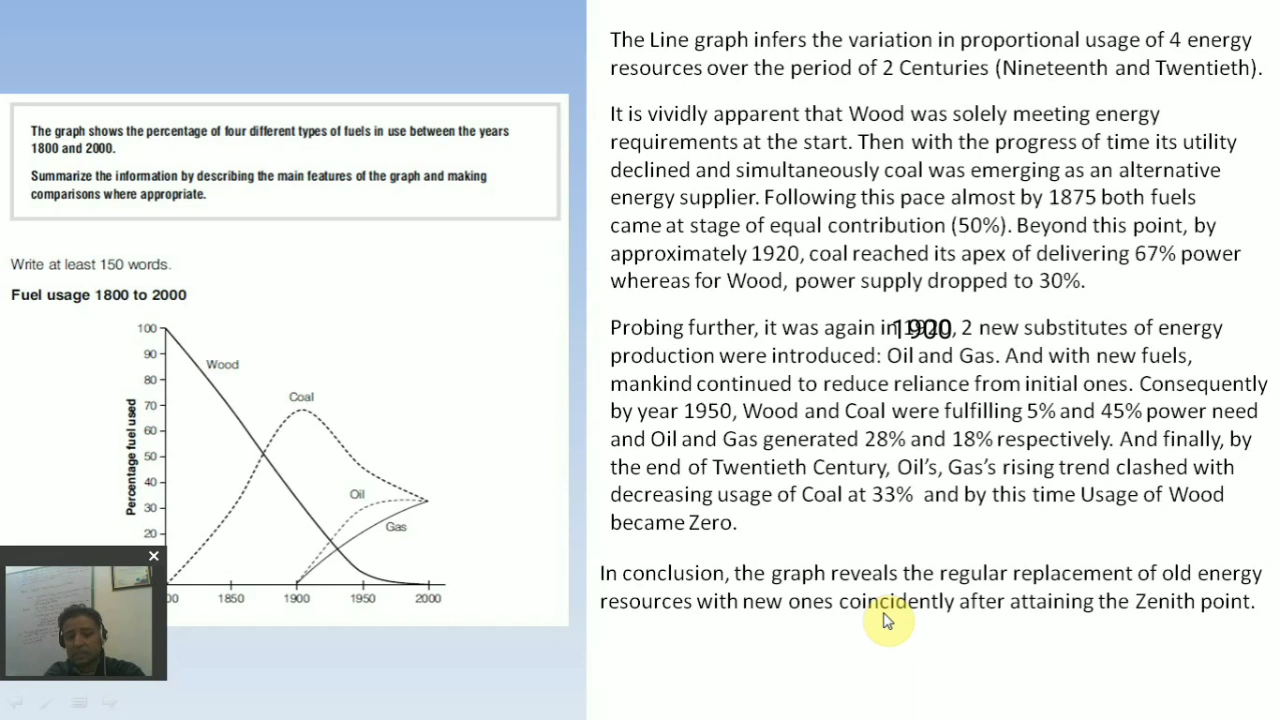 The graph shows the percentage of four different types of fuels in use between the years
1800 and 2000.
Summarize the information by describing the main features of the graph and making
comparisons where appropriate.
Write at least 150 words.
Fuel usage 1800 to 2000
100
90
80
70
60
50
40
30
20
Percentage fuel used
Wood
Coal
Oil
Gas
00 1850 1900 1950 2000
The Line graph infers the variation in proportional usage of 4 energy
resources over the period of 2 Centuries (Nineteenth and Twentieth).
It is vividly apparent that Wood was solely meeting energy
requirements at the start. Then with the progress of time its utility
declined and simultaneously coal was emerging as an alternative
energy supplier. Following this pace almost by 1875 both fuels
came at stage of equal contribution (50%). Beyond this point, by
approximately 1920, coal reached its apex of delivering 67% power
whereas for Wood, power supply dropped to 30%.
Probing further, it was again in 1900, 2 new substitutes of energy
production were introduced: Oil and Gas. And with new fuels,
mankind continued to reduce reliance from initial ones. Consequently
by year 1950, Wood and Coal were fulfilling 5% and 45% power need
and Oil and Gas generated 28% and 18% respectively. And finally, by
the end of Twentieth Century, Oil's, Gas's rising trend clashed with
decreasing usage of Coal at 33% and by this time Usage of Wood
became Zero.
In conclusion, the graph reveals the regular replacement of old energy
resources with new ones coincidently after attaining the Zenith point.